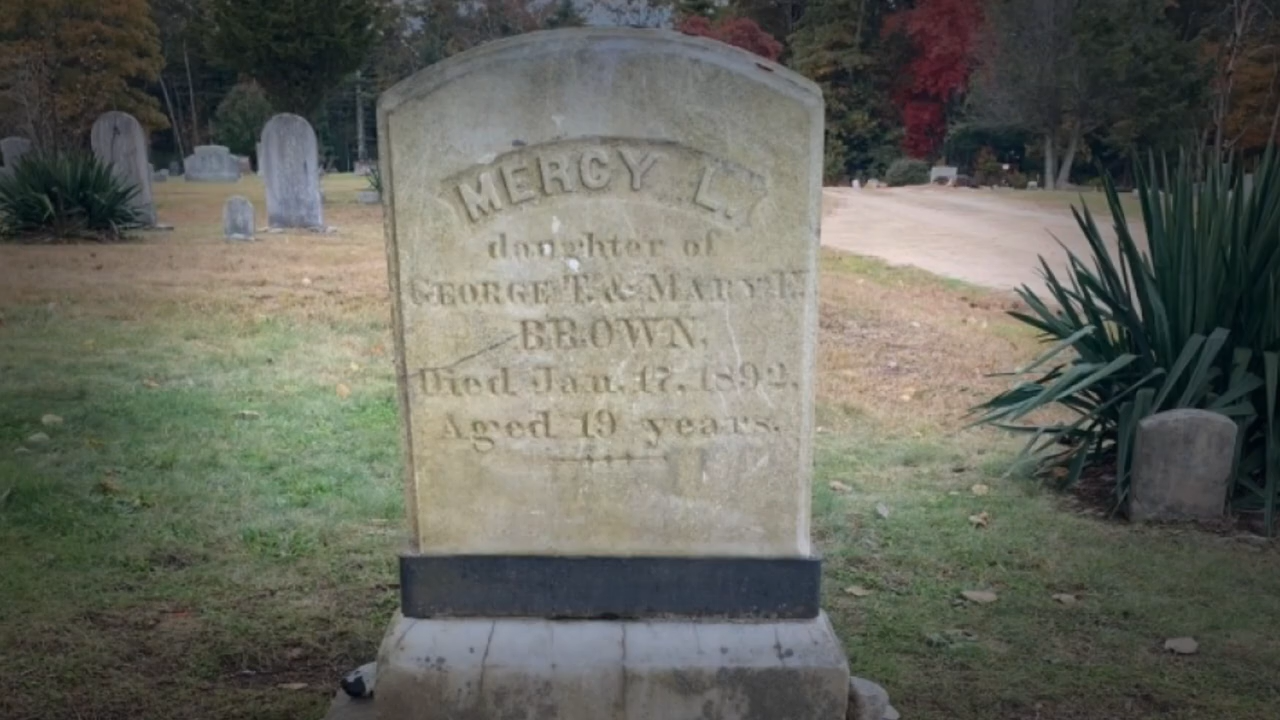 MERCY L.
daughter of
GEORGE T. & MARY E.
BROWN.
Died Jan. 17, 1892,
Aged 19 years.